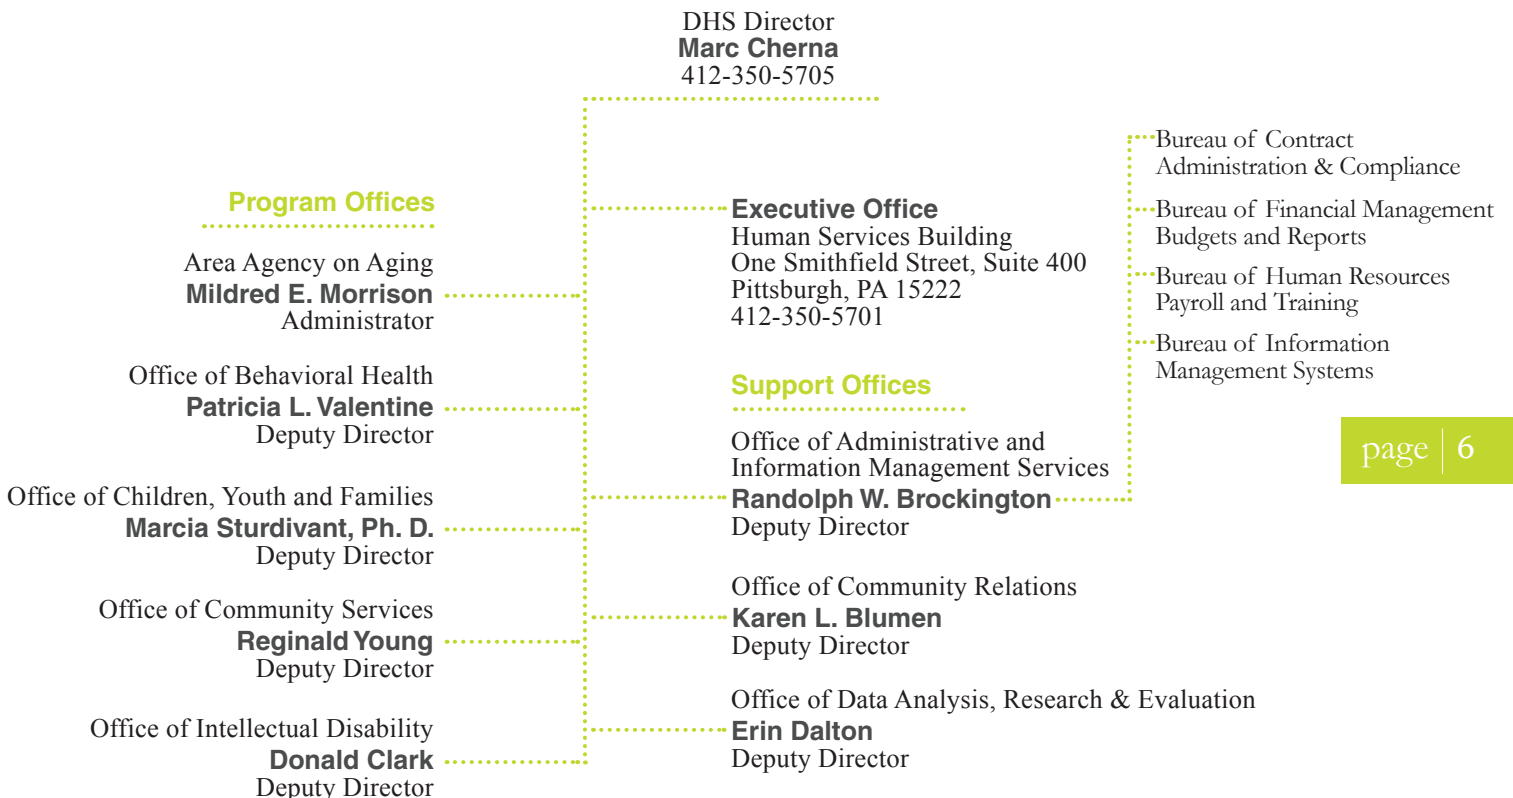 DHS Director
Marc Cherna
412-350-5705
Program Offices
Area Agency on Aging
Mildred E. Morrison
Administrator
Office of Behavioral Health
Patricia L. Valentine
Deputy Director
Office of Children, Youth and Families
Marcia Sturdivant, Ph. D.
Deputy Director
Office of Community Services
Reginald Young
Deputy Director
Office of Intellectual Disability
Donald Clark
Deputy Director
Executive Office
Human Services Building
One Smithfield Street, Suite 400
Pittsburgh, PA 15222
412-350-5701
Support Offices
Office of Administrative and
Information Management Services
Randolph W. Brockington
Deputy Director
Office of Community Relations
Karen L. Blumen
Deputy Director
Office of Data Analysis, Research & Evaluation
Erin Dalton
Deputy Director
Bureau of Contract
Administration & Compliance
Bureau of Financial Management
Budgets and Reports
Bureau of Human Resources
Payroll and Training
Bureau of Information
Management Systems
page | 6